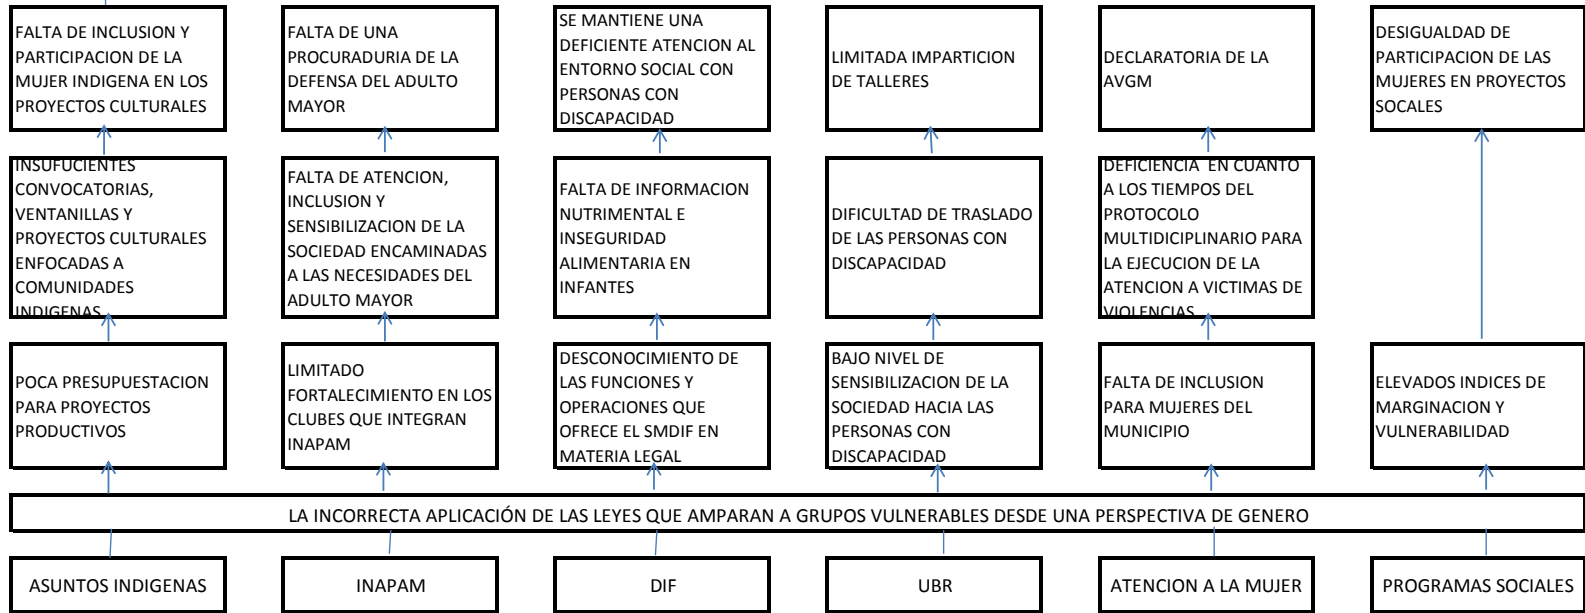 FALTA DE INCLUSION Y
PARTICIPACION DE LA
MUJER INDIGENA EN LOS
PROYECTOS CULTURALES
FALTA DE UNA
PROCURADURIA DE LA
DEFENSA DEL ADULTO
MAYOR
SE MANTIENE UNA
DEFICIENTE ATENCION AL
ENTORNO SOCIAL CON
PERSONAS CON
DISCAPACIDAD
LIMITADA IMPARTICION
DE TALLERES
DECLARATORIA DE LA
AVGM
DESIGUALDAD DE
PARTICIPACION DE LAS
MUJERES EN PROYECTOS
SOCALES
INSUFUCIENTES
CONVOCATORIAS,
VENTANILLAS Y
PROYECTOS CULTURALES
ENFOCADAS A
COMUNIDADES
INDIGENAS
FALTA DE ATENCION,
INCLUSION Y
SENSIBILIZACION DE LA
SOCIEDAD ENCAMINADAS
A LAS NECESIDADES DEL
ADULTO MAYOR
FALTA DE INFORMACION
NUTRIMENTAL E
INSEGURIDAD
ALIMENTARIA EN
INFANTES
DIFICULTAD DE TRASLADO
DE LAS PERSONAS CON
DISCAPACIDAD
DEFICIENCIA EN CUANTO
A LOS TIEMPOS DEL
PROTOCOLO
MULTIDICIPLINARIO PARA
LA EJECUCION DE LA
ATENCION A VICTIMAS DE
VIOLENCIAS
POCA PRESUPUESTACION
PARA PROYECTOS
PRODUCTIVOS
LIMITADO
FORTALECIMIENTO EN LOS
CLUBES QUE INTEGRAN
INAPAM
DESCONOCIMIENTO DE
LAS FUNCIONES Y
OPERACIONES QUE
OFRECE EL SMDIF EN
MATERIA LEGAL
BAJO NIVEL DE
SENSIBILIZACION DE LA
SOCIEDAD HACIA LAS
PERSONAS CON
DISCAPACIDAD
FALTA DE INCLUSION
PARA MUJERES DEL
MUNICIPIO
ELEVADOS INDICES DE
MARGINACION Y
VULNERABILIDAD
LA INCORRECTA APLICACIÓN DE LAS LEYES QUE AMPARAN A GRUPOS VULNERABLES DESDE UNA PERSPECTIVA DE GENERO
ASUNTOS INDIGENAS
INAPAM
DIF
UBR
ATENCION A LA MUJER
PROGRAMAS SOCIALES